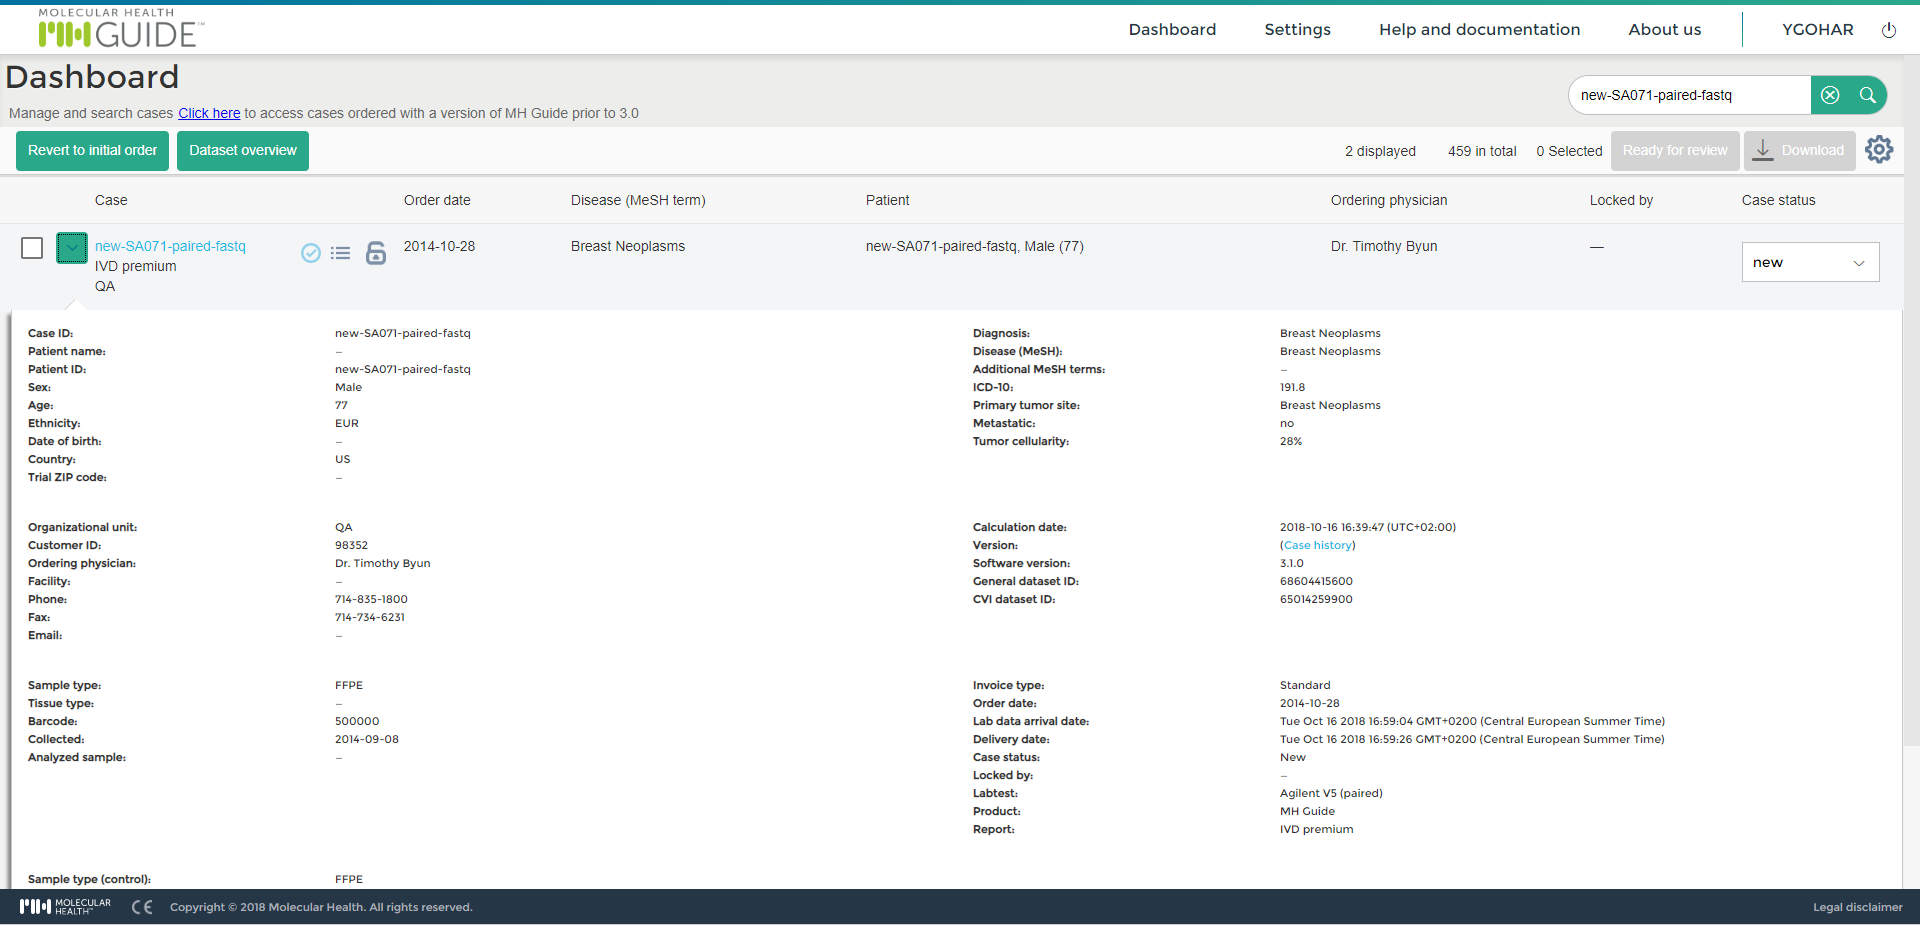 MOLECULAR HEALTH
MH GUIDE™
Dashboard Settings Help and documentation About us YGOHAR
Dashboard
new-SA071-paired-fastq
Manage and search cases Click here to access cases ordered with a version of MH Guide prior to 3.0
Revert to initial order Dataset overview 2 displayed 459 in total 0 Selected Ready for review Download
Case Order date Disease (MeSH term) Patient Ordering physician Locked by Case status
new-SA071-paired-fastq 2014-10-28 Breast Neoplasms new-SA071-paired-fastq, Male (77) Dr. Timothy Byun — new
IVD premium
QA
Case ID: new-SA071-paired-fastq Diagnosis: Breast Neoplasms
Patient name: – Disease (MeSH): Breast Neoplasms
Patient ID: new-SA071-paired-fastq Additional MeSH terms: –
Sex: Male ICD-10: 191.8
Age: 77 Primary tumor site: Breast Neoplasms
Ethnicity: EUR Metastatic: no
Date of birth: – Tumor cellularity: 28%
Country: US
Trial ZIP code: –
Organizational unit: QA Calculation date: 2018-10-16 16:39:47 (UTC+02:00)
Customer ID: 98352 Version: (Case history)
Ordering physician: Dr. Timothy Byun Software version: 3.1.0
Facility: – General dataset ID: 68604415600
Phone: 714-835-1800 CVI dataset ID: 65014259900
Fax: 714-734-6231
Email: –
Sample type: FFPE Invoice type: Standard
Tissue type: – Order date: 2014-10-28
Barcode: 500000 Lab data arrival date: Tue Oct 16 2018 16:59:04 GMT+0200 (Central European Summer Time)
Collected: 2014-09-08 Delivery date: Tue Oct 16 2018 16:59:26 GMT+0200 (Central European Summer Time)
Analyzed sample: – Case status: New
Locked by: –
Labtest: Agilent V5 (paired)
Product: MH Guide
Report: IVD premium
Sample type (control): FFPE
MOLECULAR HEALTH™ CE Copyright © 2018 Molecular Health. All rights reserved. Legal disclaimer